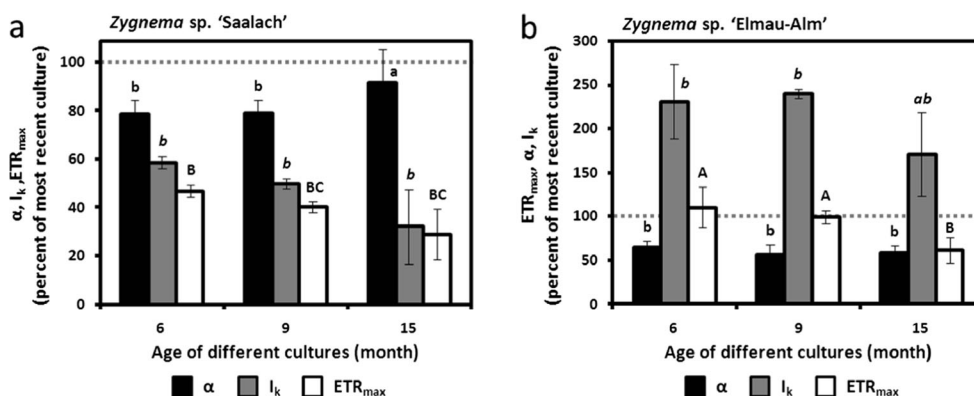 a
Zygnema sp. ‘Saalach’
α, Ik ,ETRmax
(percent of most recent culture)
100
80
60
40
20
0
b
b
B
b
b
BC
a
b
BC
6 9 15
Age of different cultures (month)
α Ik ETRmax
b
Zygnema sp. ‘Elmau-Alm’
ETRmax, α, Ik
(percent of most recent culture)
300
250
200
150
100
50
0
b
b
A
b
b
A
b
ab
B
6 9 15
Age of different cultures (month)
α Ik ETRmax